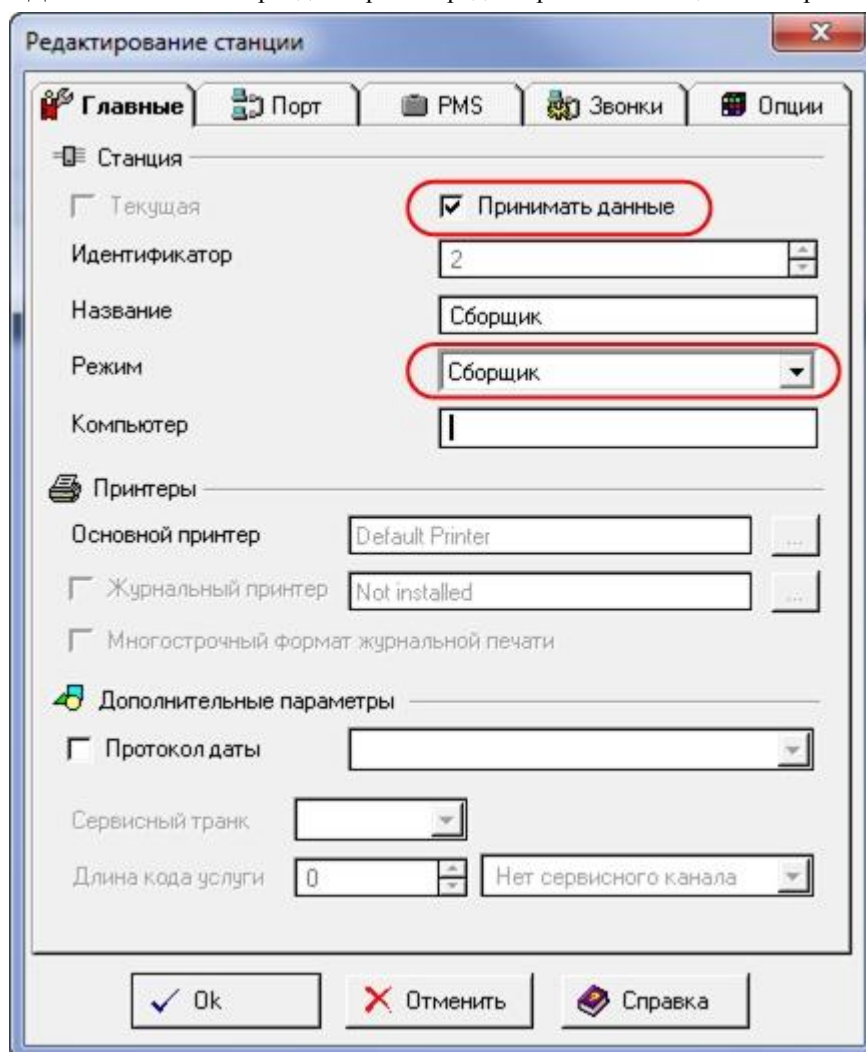 Редактирование станции
Главные Порт PMS Звонки Опции
Станция
Текущая Принимать данные
Идентификатор 2
Название Сборщик
Режим Сборщик
Компьютер
Принтеры
Основной принтер Default Printer ...
Журнальный принтер Not installed ...
Многострочный формат журнальной печати
Дополнительные параметры
Протокол даты
Сервисный транк
Длина кода услуги 0 Нет сервисного канала
Ok Отменить Справка